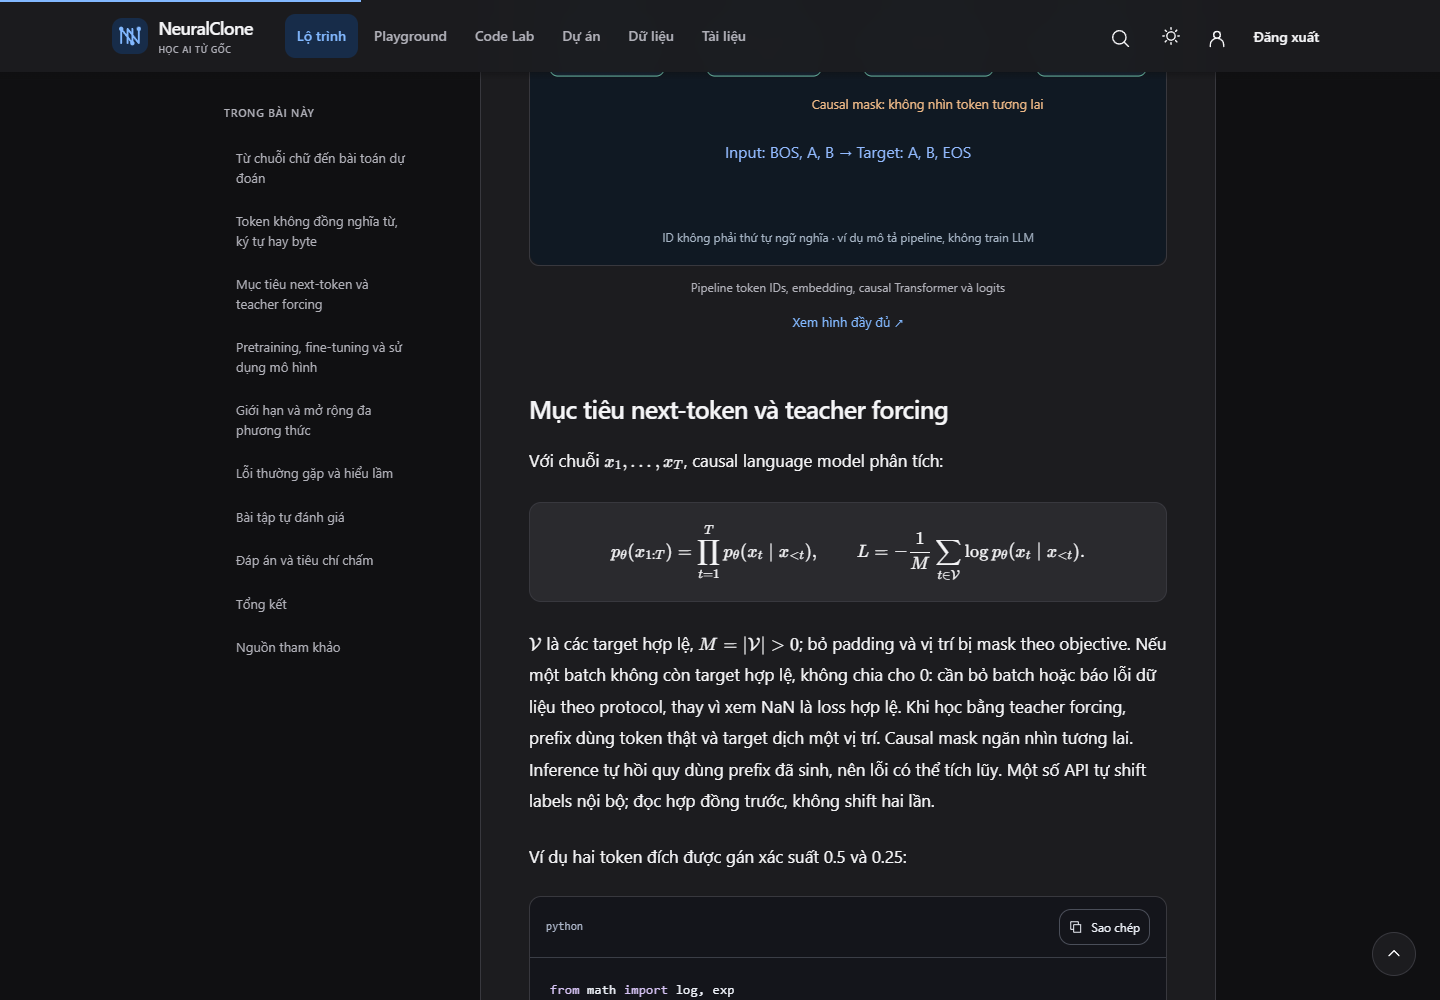 NeuralClone
HỌC AI TỪ GỐC
Lộ trình
Playground
Code Lab
Dự án
Dữ liệu
Tài liệu
Đăng xuất
TRONG BÀI NÀY
Từ chuỗi chữ đến bài toán dự
đoán
Token không đồng nghĩa từ,
ký tự hay byte
Mục tiêu next-token và
teacher forcing
Pretraining, fine-tuning và sử
dụng mô hình
Giới hạn và mở rộng đa
phương thức
Lỗi thường gặp và hiểu lầm
Bài tập tự đánh giá
Đáp án và tiêu chí chấm
Tổng kết
Nguồn tham khảo
Causal mask: không nhìn token tương lai
Input: BOS, A, B → Target: A, B, EOS
ID không phải thứ tự ngữ nghĩa · ví dụ mô tả pipeline, không train LLM
Pipeline token IDs, embedding, causal Transformer và logits
Xem hình đầy đủ ↗
Mục tiêu next-token và teacher forcing
Với chuỗi x₁, . . . , x_T, causal language model phân tích:
p_θ(x_{1:T}) = ∏_{t=1}^{T} p_θ(x_t | x_{<t}), L = −1/M ∑_{t∈𝒱} log p_θ(x_t | x_{<t}).
𝒱 là các target hợp lệ, M = |𝒱| > 0; bỏ padding và vị trí bị mask theo objective. Nếu
một batch không còn target hợp lệ, không chia cho 0: cần bỏ batch hoặc báo lỗi dữ
liệu theo protocol, thay vì xem NaN là loss hợp lệ. Khi học bằng teacher forcing,
prefix dùng token thật và target dịch một vị trí. Causal mask ngăn nhìn tương lai.
Inference tự hồi quy dùng prefix đã sinh, nên lỗi có thể tích lũy. Một số API tự shift
labels nội bộ; đọc hợp đồng trước, không shift hai lần.
Ví dụ hai token đích được gán xác suất 0.5 và 0.25:
python
Sao chép
from math import log, exp